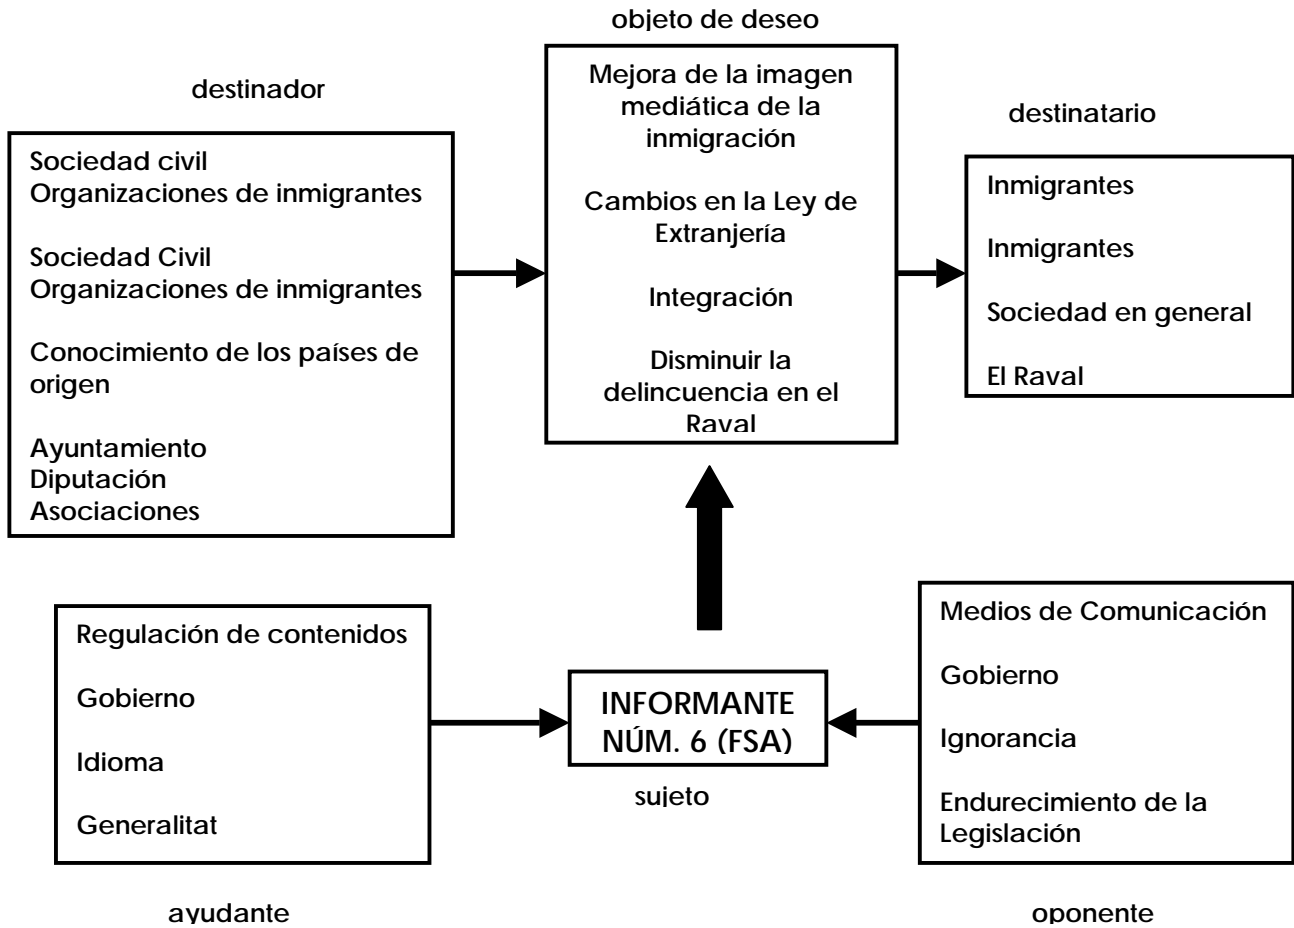 objeto de deseo
destinador
Mejora de la imagen
mediática de la
inmigración
Cambios en la Ley de
Extranjería
Integración
Disminuir la
delincuencia en el
Raval
destinatario
Sociedad civil
Organizaciones de inmigrantes
Sociedad Civil
Organizaciones de inmigrantes
Conocimiento de los países de
origen
Ayuntamiento
Diputación
Asociaciones
Inmigrantes
Inmigrantes
Sociedad en general
El Raval
Regulación de contenidos
Gobierno
Idioma
Generalitat
INFORMANTE
NÚM. 6 (FSA)
sujeto
Medios de Comunicación
Gobierno
Ignorancia
Endurecimiento de la
Legislación
ayudante
oponente